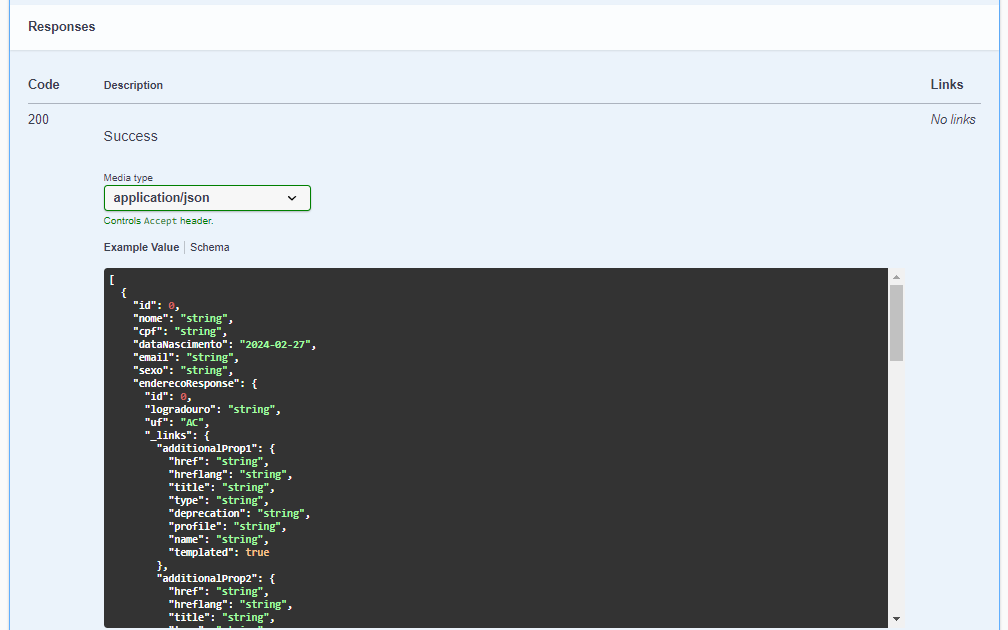 Responses
Code Description Links
200 No links
Success
Media type
application/json
Controls Accept header.
Example Value Schema
[
  {
    "id": 0,
    "nome": "string",
    "cpf": "string",
    "dataNascimento": "2024-02-27",
    "email": "string",
    "sexo": "string",
    "enderecoResponse": {
      "id": 0,
      "logradouro": "string",
      "uf": "AC",
      "_links": {
        "additionalProp1": {
          "href": "string",
          "hreflang": "string",
          "title": "string",
          "type": "string",
          "deprecation": "string",
          "profile": "string",
          "name": "string",
          "templated": true
        },
        "additionalProp2": {
          "href": "string",
          "hreflang": "string",
          "title": "string",